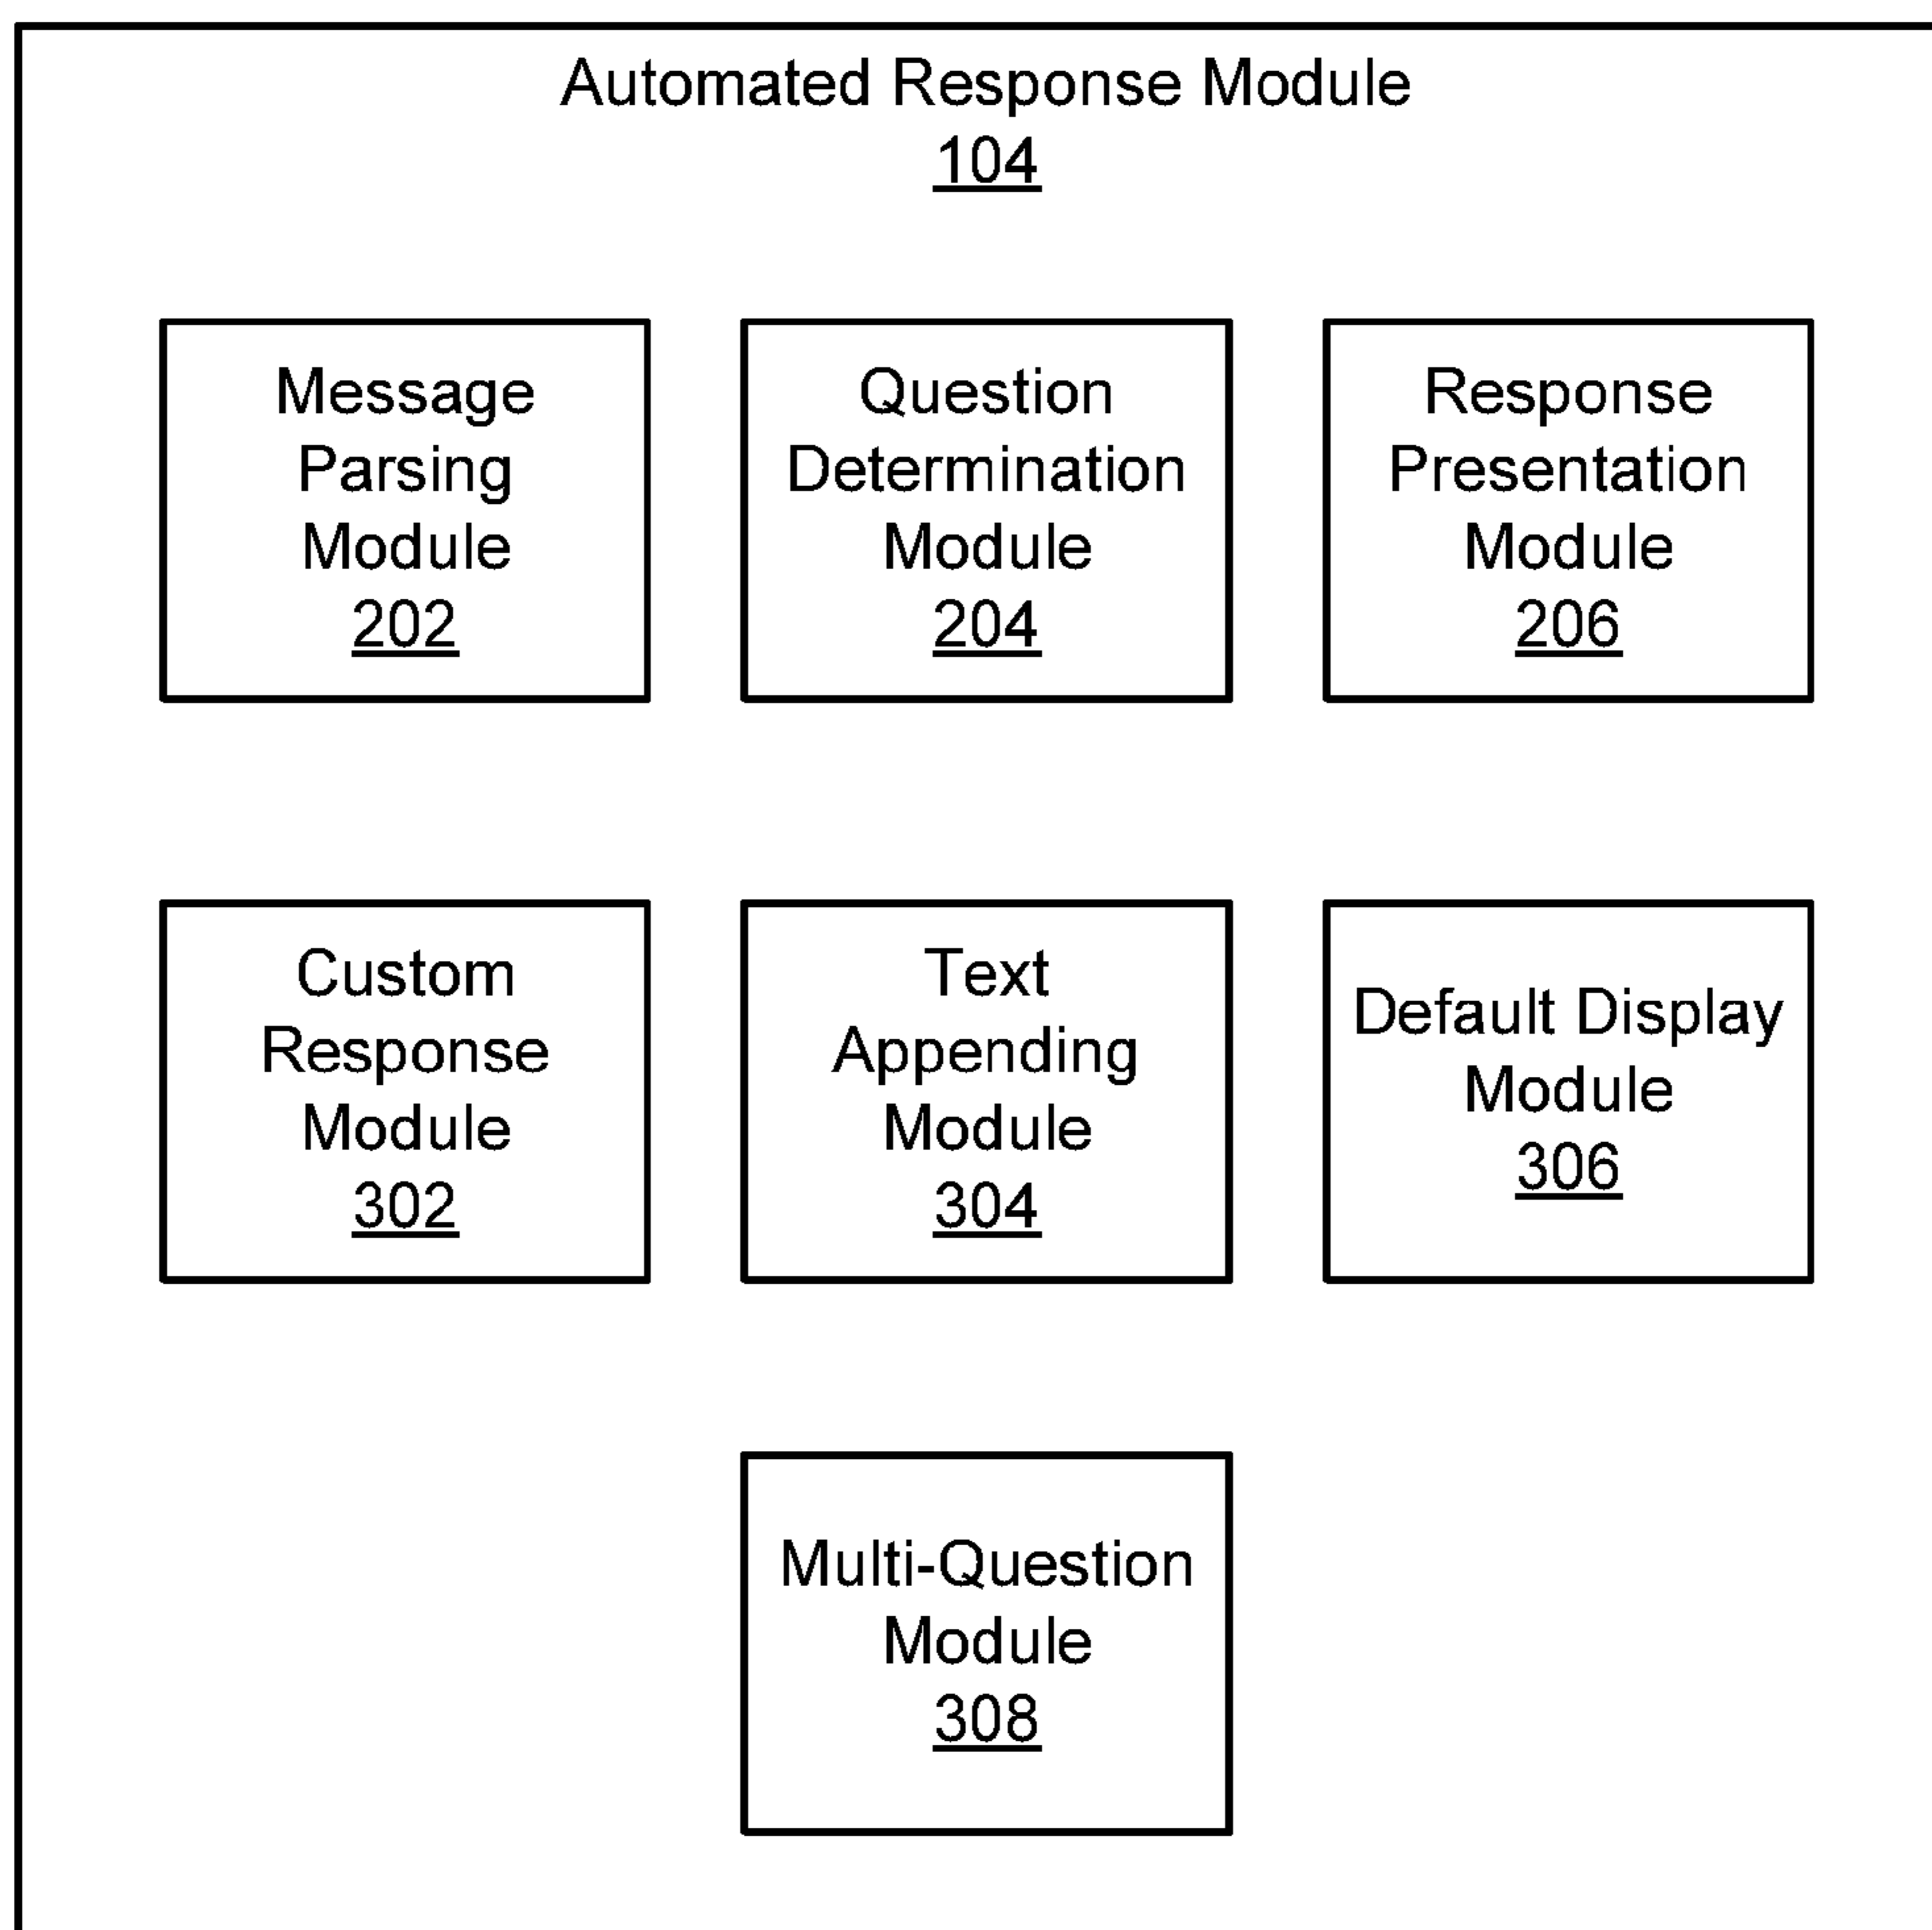 Automated Response Module
104
Message
Parsing
Module
202
Question
Determination
Module
204
Response
Presentation
Module
206
Custom
Response
Module
302
Text
Appending
Module
304
Default Display
Module
306
Multi-Question
Module
308